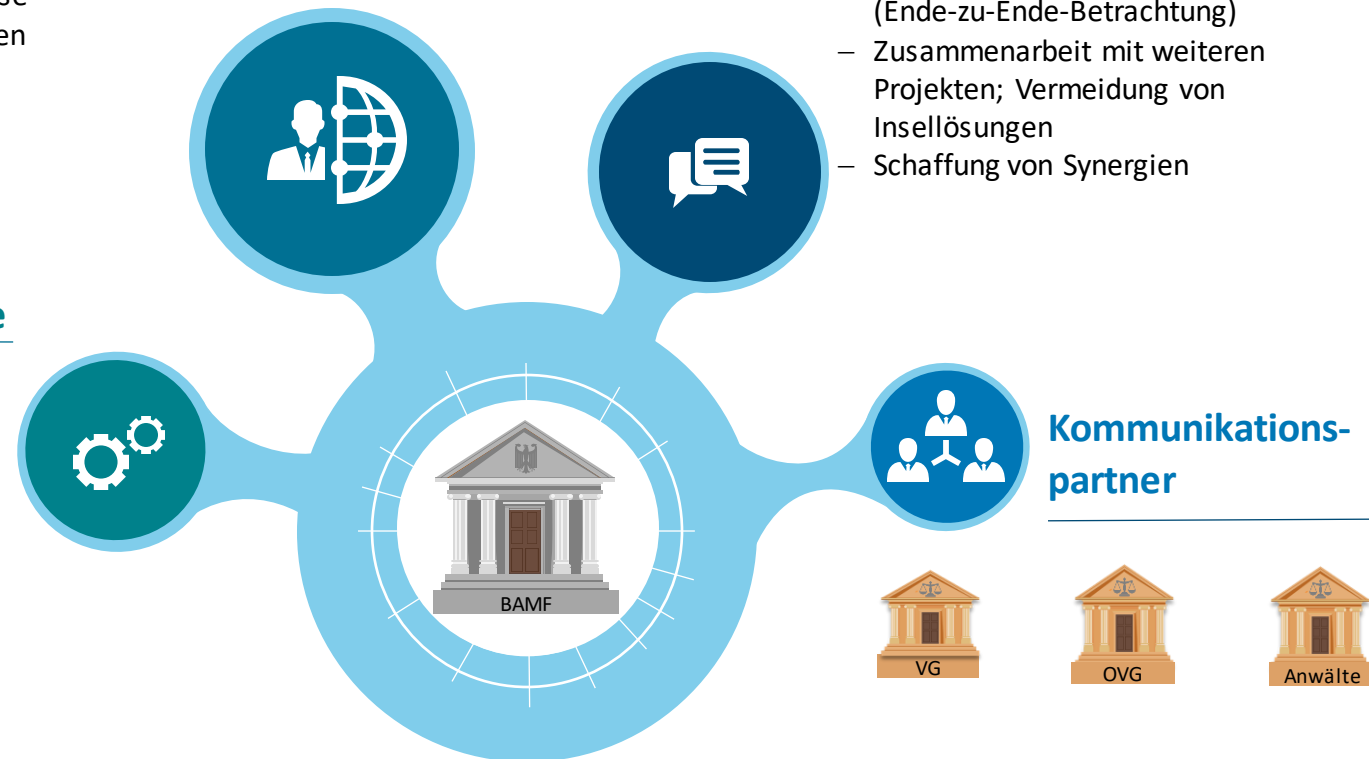 (Ende-zu-Ende-Betrachtung)
– Zusammenarbeit mit weiteren
Projekten; Vermeidung von
Insellösungen
– Schaffung von Synergien
Kommunikations-
partner
BAMF
VG
OVG
Anwälte